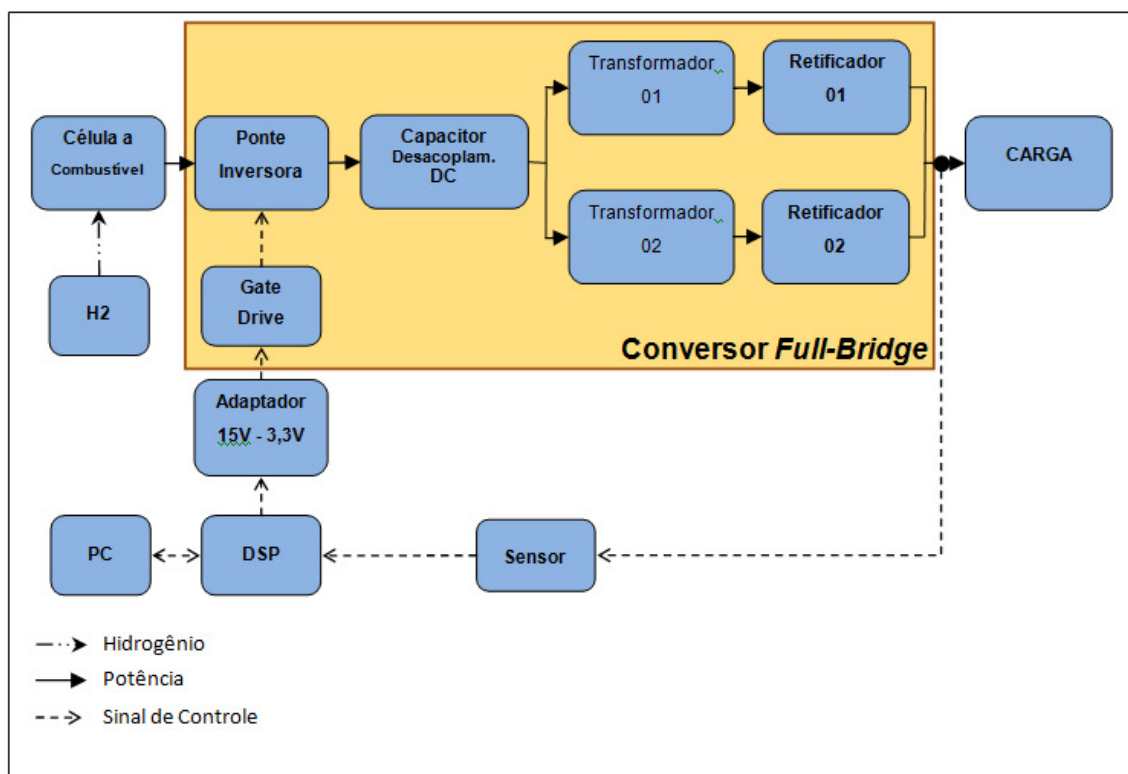 Célula a
Combustível
Ponte
Inversora
Capacitor
Desacoplam.
DC
Transformador
01
Retificador
01
Transformador
02
Retificador
02
CARGA
H2
Gate
Drive
Conversor Full-Bridge
Adaptador
15V - 3,3V
PC
DSP
Sensor
Hidrogênio
Potência
Sinal de Controle